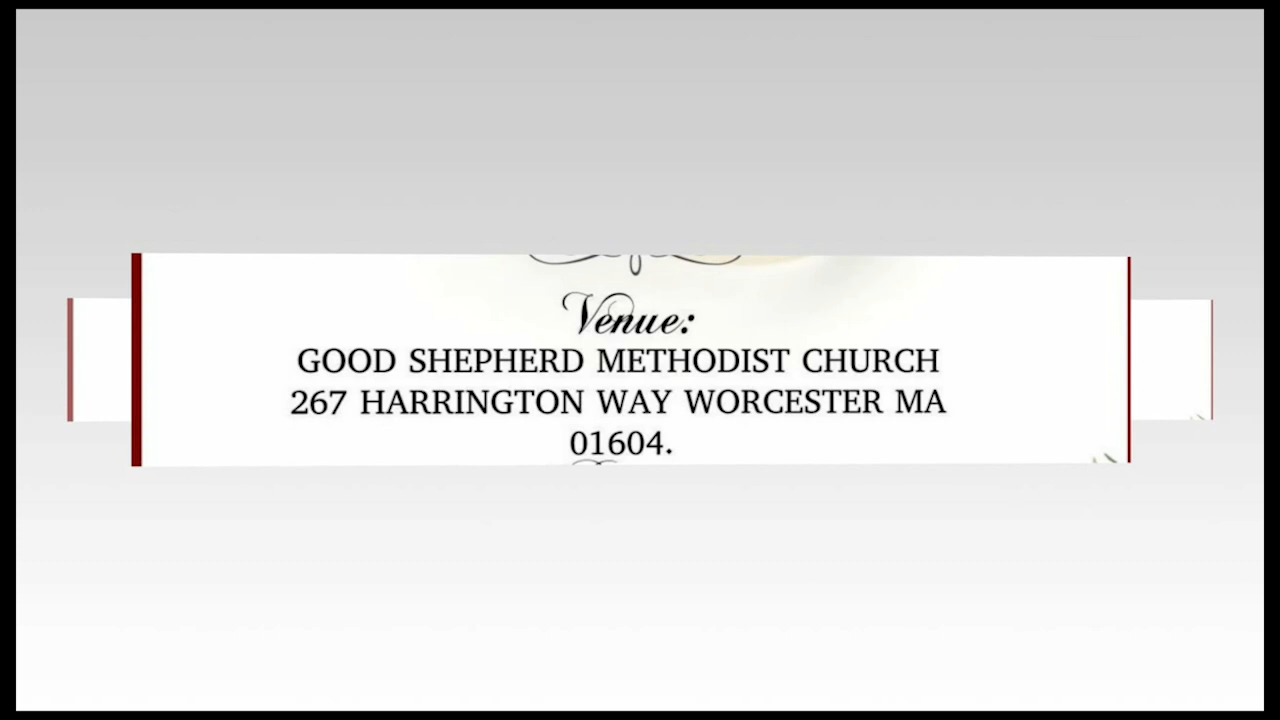 Venue:
GOOD SHEPHERD METHODIST CHURCH
267 HARRINGTON WAY WORCESTER MA
01604.